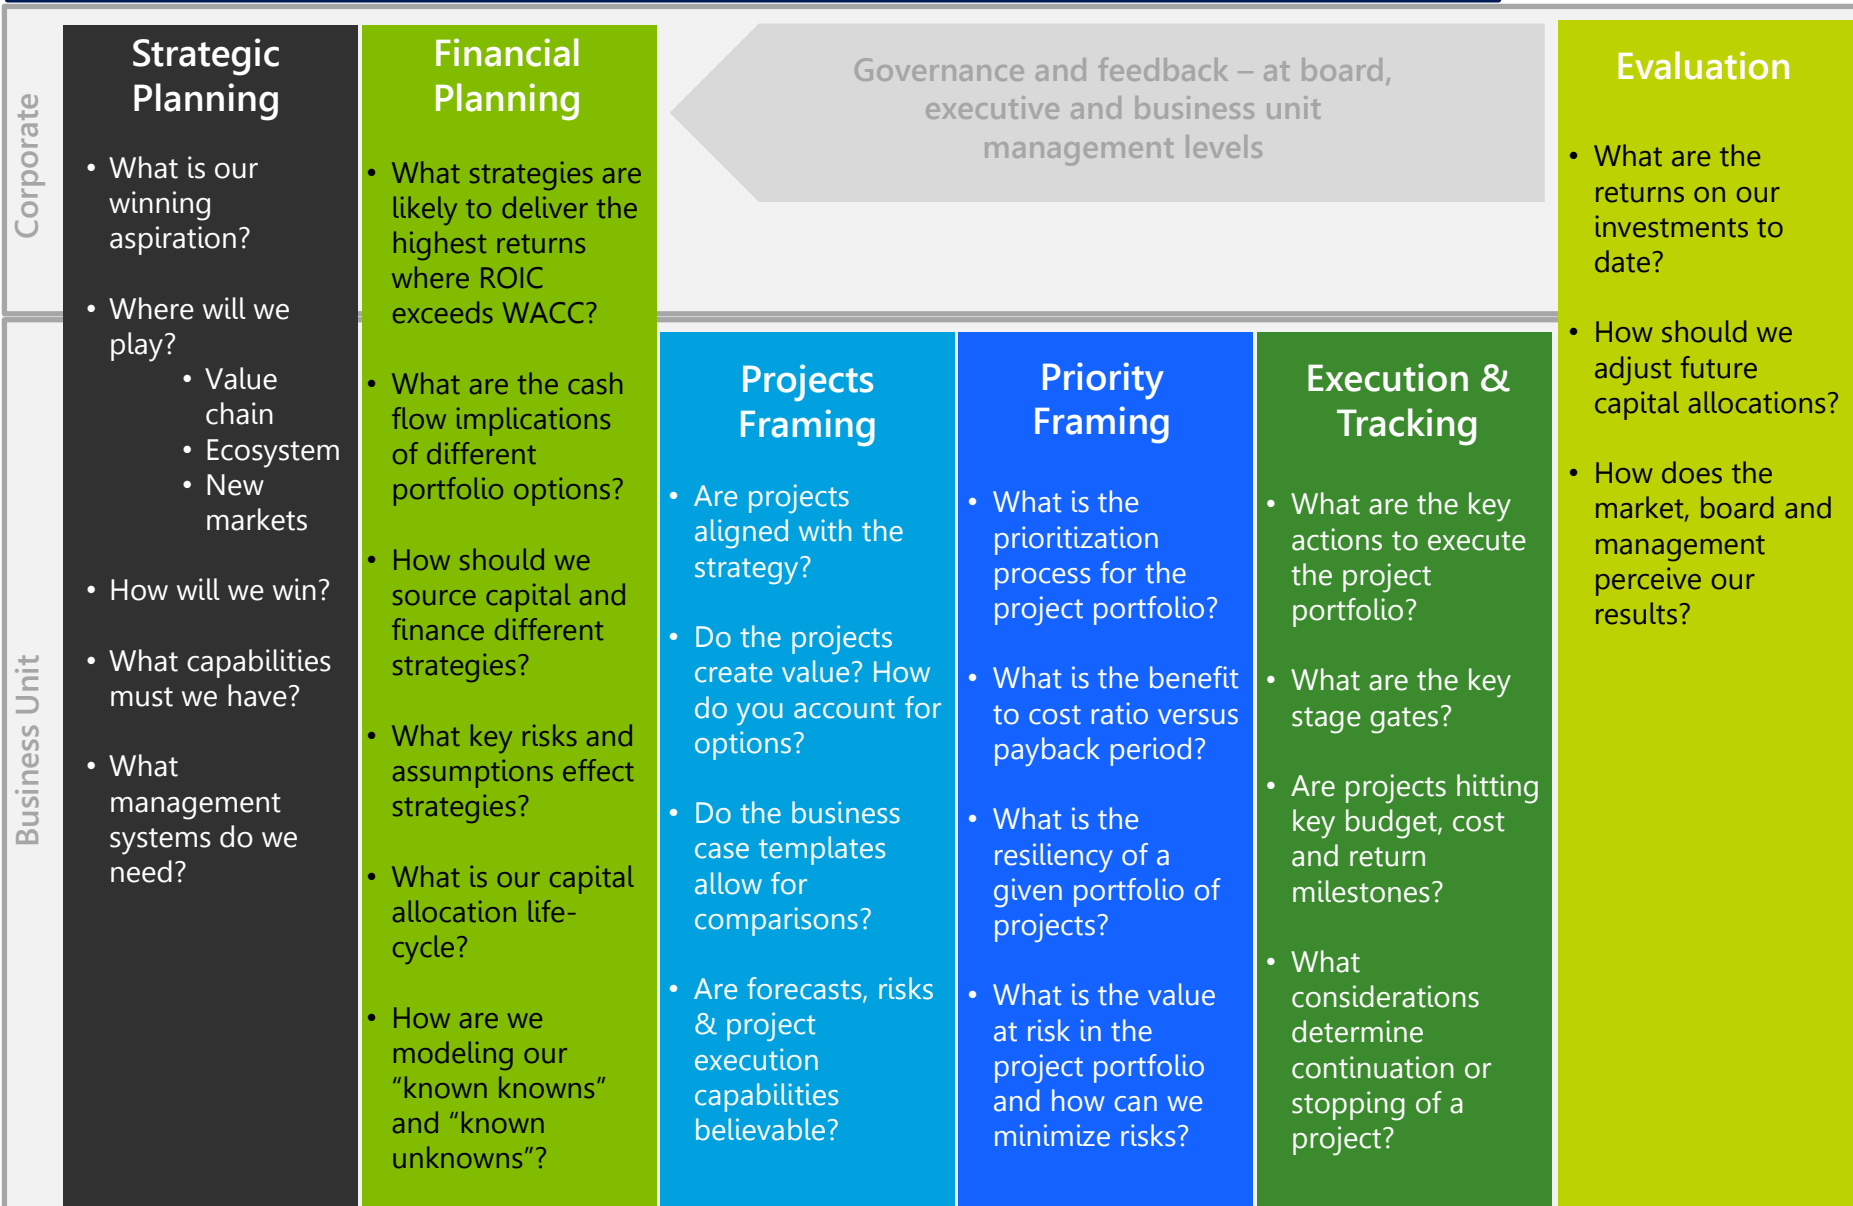 Corporate
Business Unit
Strategic
Planning
• What is our
winning
aspiration?
• Where will we
play?
• Value
chain
• Ecosystem
• New
markets
• How will we win?
• What capabilities
must we have?
• What
management
systems do we
need?
Financial
Planning
• What strategies are
likely to deliver the
highest returns
where ROIC
exceeds WACC?
• What are the cash
flow implications
of different
portfolio options?
• How should we
source capital and
finance different
strategies?
• What key risks and
assumptions effect
strategies?
• What is our capital
allocation life-
cycle?
• How are we
modeling our
“known knowns”
and “known
unknowns”?
Governance and feedback – at board,
executive and business unit
management levels
Projects
Framing
• Are projects
aligned with the
strategy?
• Do the projects
create value? How
do you account for
options?
• Do the business
case templates
allow for
comparisons?
• Are forecasts, risks
& project
execution
capabilities
believable?
Priority
Framing
• What is the
prioritization
process for the
project portfolio?
• What is the benefit
to cost ratio versus
payback period?
• What is the
resiliency of a
given portfolio of
projects?
• What is the value
at risk in the
project portfolio
and how can we
minimize risks?
Execution &
Tracking
• What are the key
actions to execute
the project
portfolio?
• What are the key
stage gates?
• Are projects hitting
key budget, cost
and return
milestones?
• What
considerations
determine
continuation or
stopping of a
project?
Evaluation
• What are the
returns on our
investments to
date?
• How should we
adjust future
capital allocations?
• How does the
market, board and
management
perceive our
results?